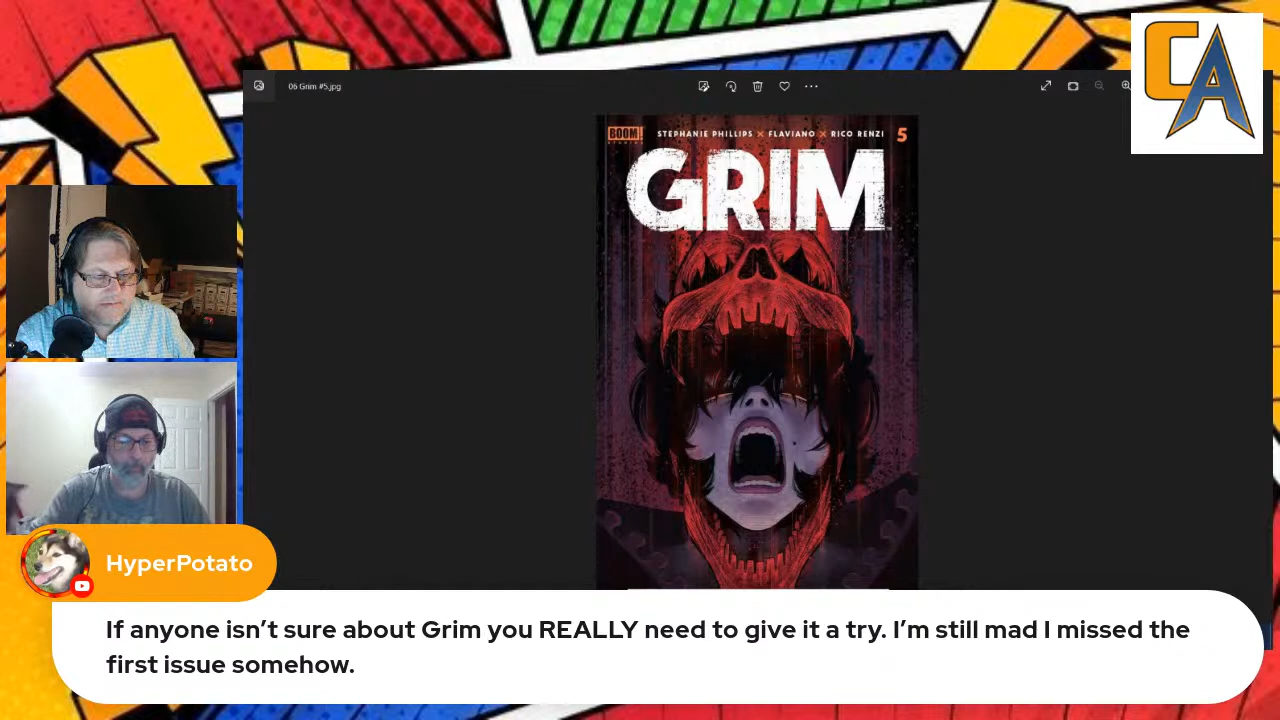 CA
06 Grim #5.jpg
BOOM!
STUDIOS
STEPHANIE PHILLIPS × FLAVIANO × RICO RENZI
5
GRIM
HyperPotato
If anyone isn’t sure about Grim you REALLY need to give it a try. I’m still mad I missed the
first issue somehow.